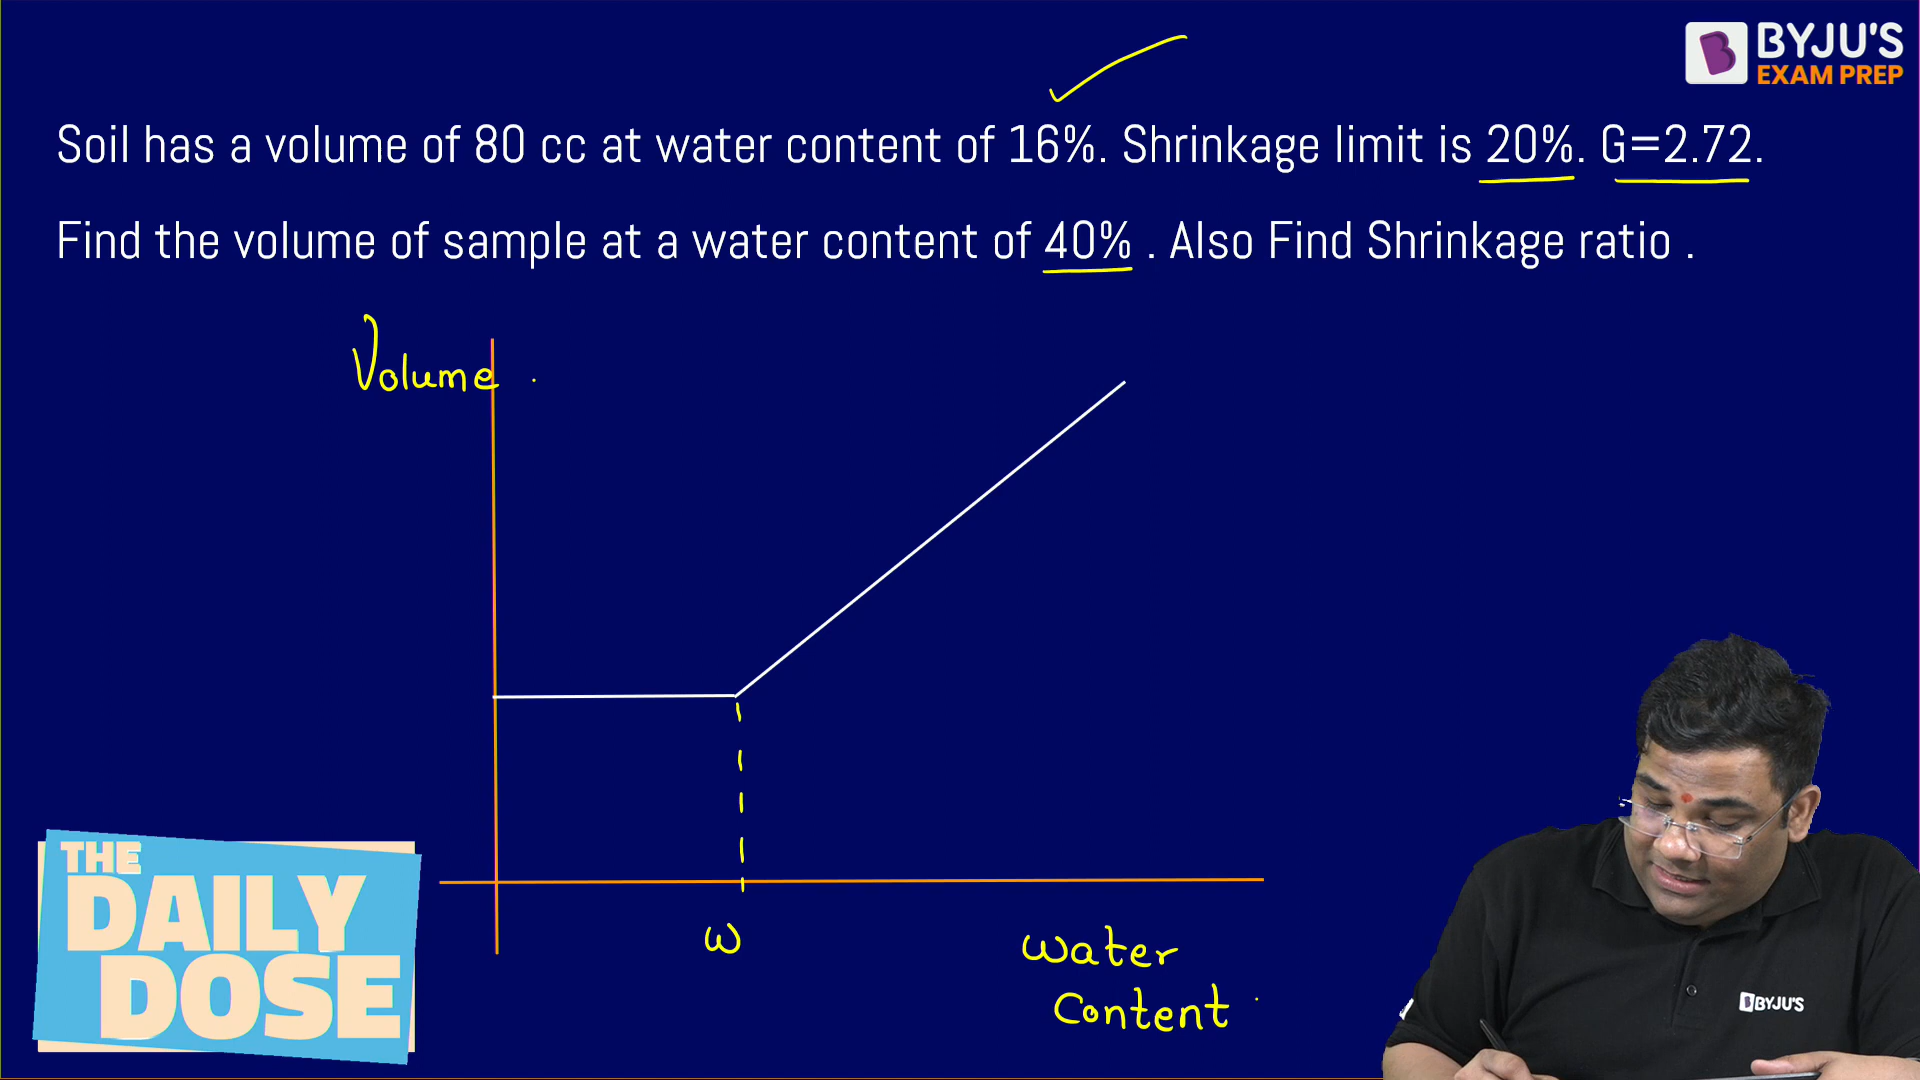 BYJU'S
EXAM PREP
Soil has a volume of 80 cc at water content of 16%. Shrinkage limit is 20%. G=2.72.
Find the volume of sample at a water content of 40% . Also Find Shrinkage ratio .
Volume
ω
water
Content
THE
DAILY
DOSE
BYJU'S